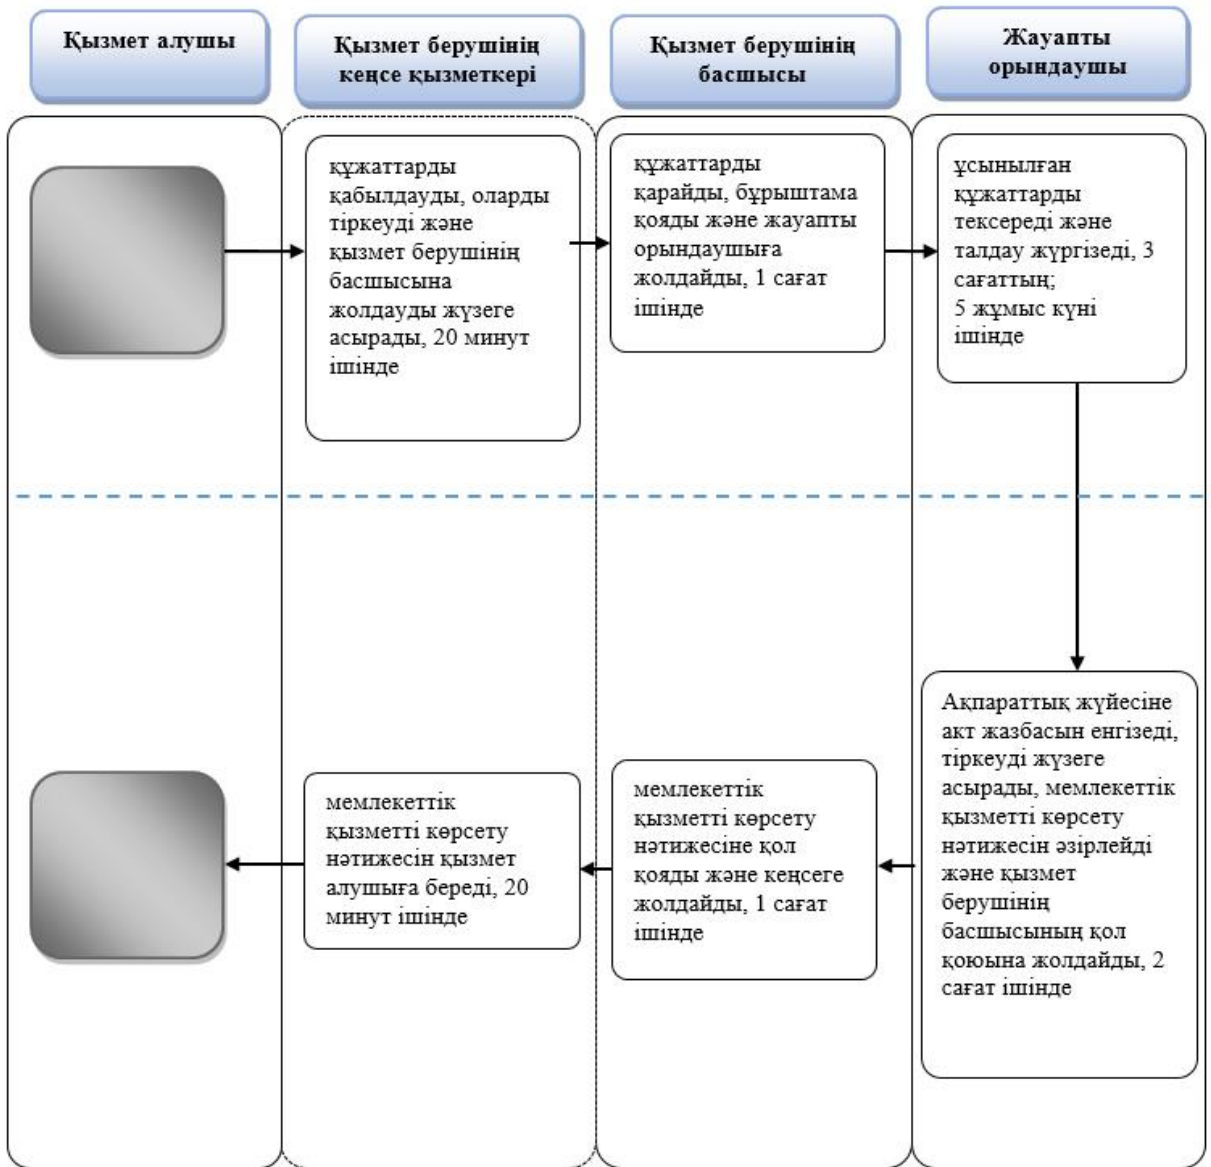 Қызмет алушы
Қызмет берушінің
кеңсе қызметкері
Қызмет берушінің
басшысы
Жауапты
орындаушы
құжаттарды
қабылдауды, оларды
тіркеуді және
қызмет берушінің
басшысына
жолдауды жүзеге
асырады, 20 минут
ішінде
құжаттарды
қарайды, бұрыштама
қояды және жауапты
орындаушыға
жолдайды, 1 сағат
ішінде
ұсынылған
құжаттарды
тексереді және
талдау жүргізеді, 3
сағаттың;
5 жұмыс күні
ішінде
Ақпараттық жүйесіне
акт жазбасын енгізеді,
тіркеуді жүзеге
асырады, мемлекеттік
қызметті көрсету
нәтижесін әзірлейді
және қызмет
берушінің
басшысының қол
қоюына жолдайды, 2
сағат ішінде
мемлекеттік
қызметті көрсету
нәтижесіне қол
қояды және кеңсеге
жолдайды, 1 сағат
ішінде
мемлекеттік
қызметті көрсету
нәтижесін қызмет
алушыға береді, 20
минут ішінде